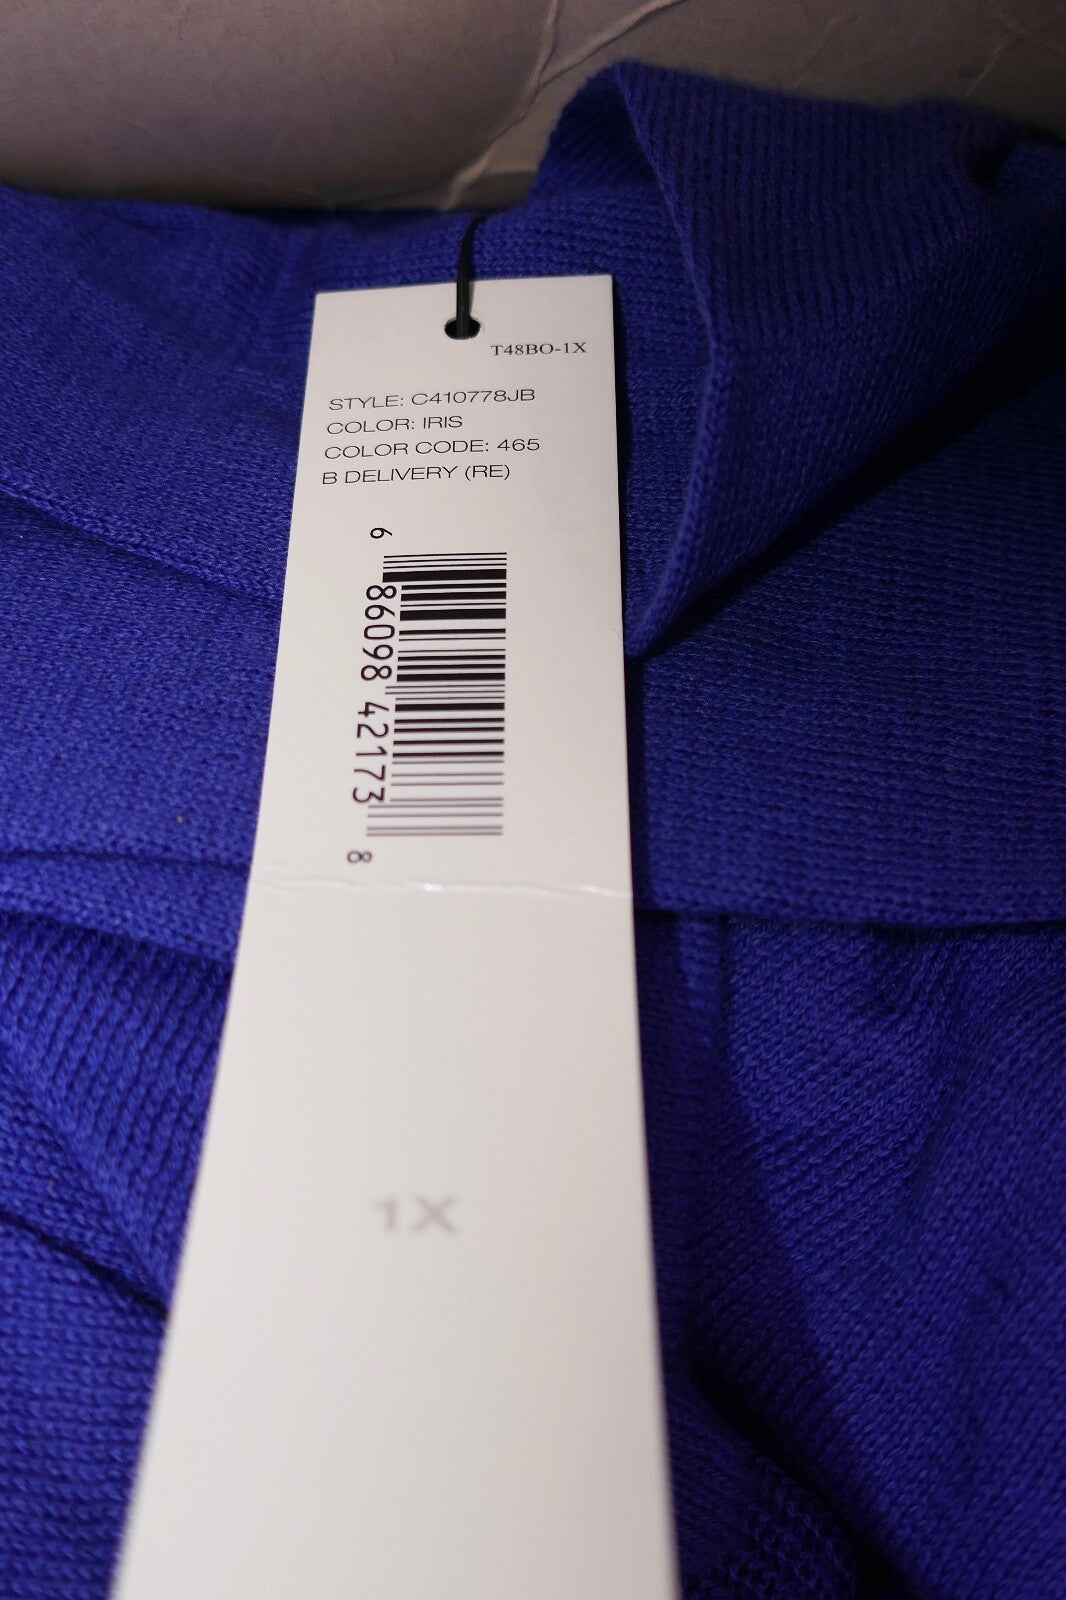 T48BO-1X
STYLE: C410778JB
COLOR: IRIS
COLOR CODE: 465
B DELIVERY (RE)
6 86098 42173 8
1X